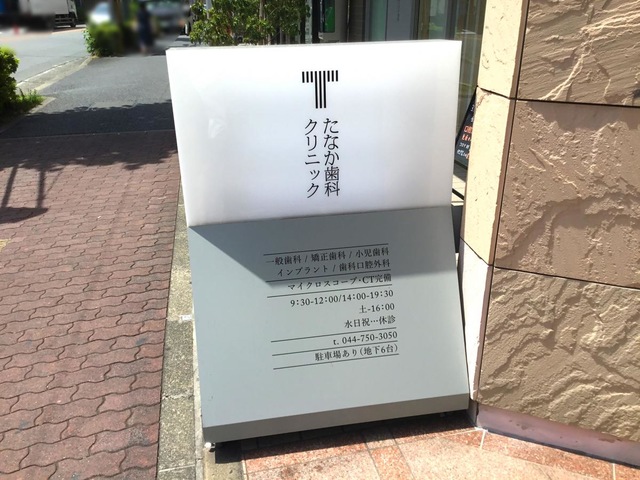 たなか歯科
クリニック
一般歯科 / 矯正歯科 / 小児歯科
インプラント / 歯科口腔外科
マイクロスコープ・CT完備
9:30-12:00/14:00-19:30
土-16:00
水日祝…休診
t. 044-750-3050
駐車場あり(地下6台)